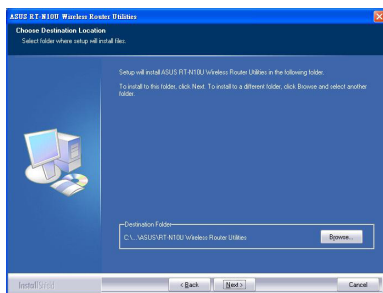 ASUS RT-N10U Wireless Router Utilities
Choose Destination Location
Select folder where setup will install files.
Setup will install ASUS RT-N10U Wireless Router Utilities in the following folder.
To install to this folder, click Next. To install to a different folder, click Browse and select another
folder.
Destination Folder
C:\...\ASUS\RT-N10U Wireless Router Utilities
Browse...
InstallShield
< Back
Next >
Cancel